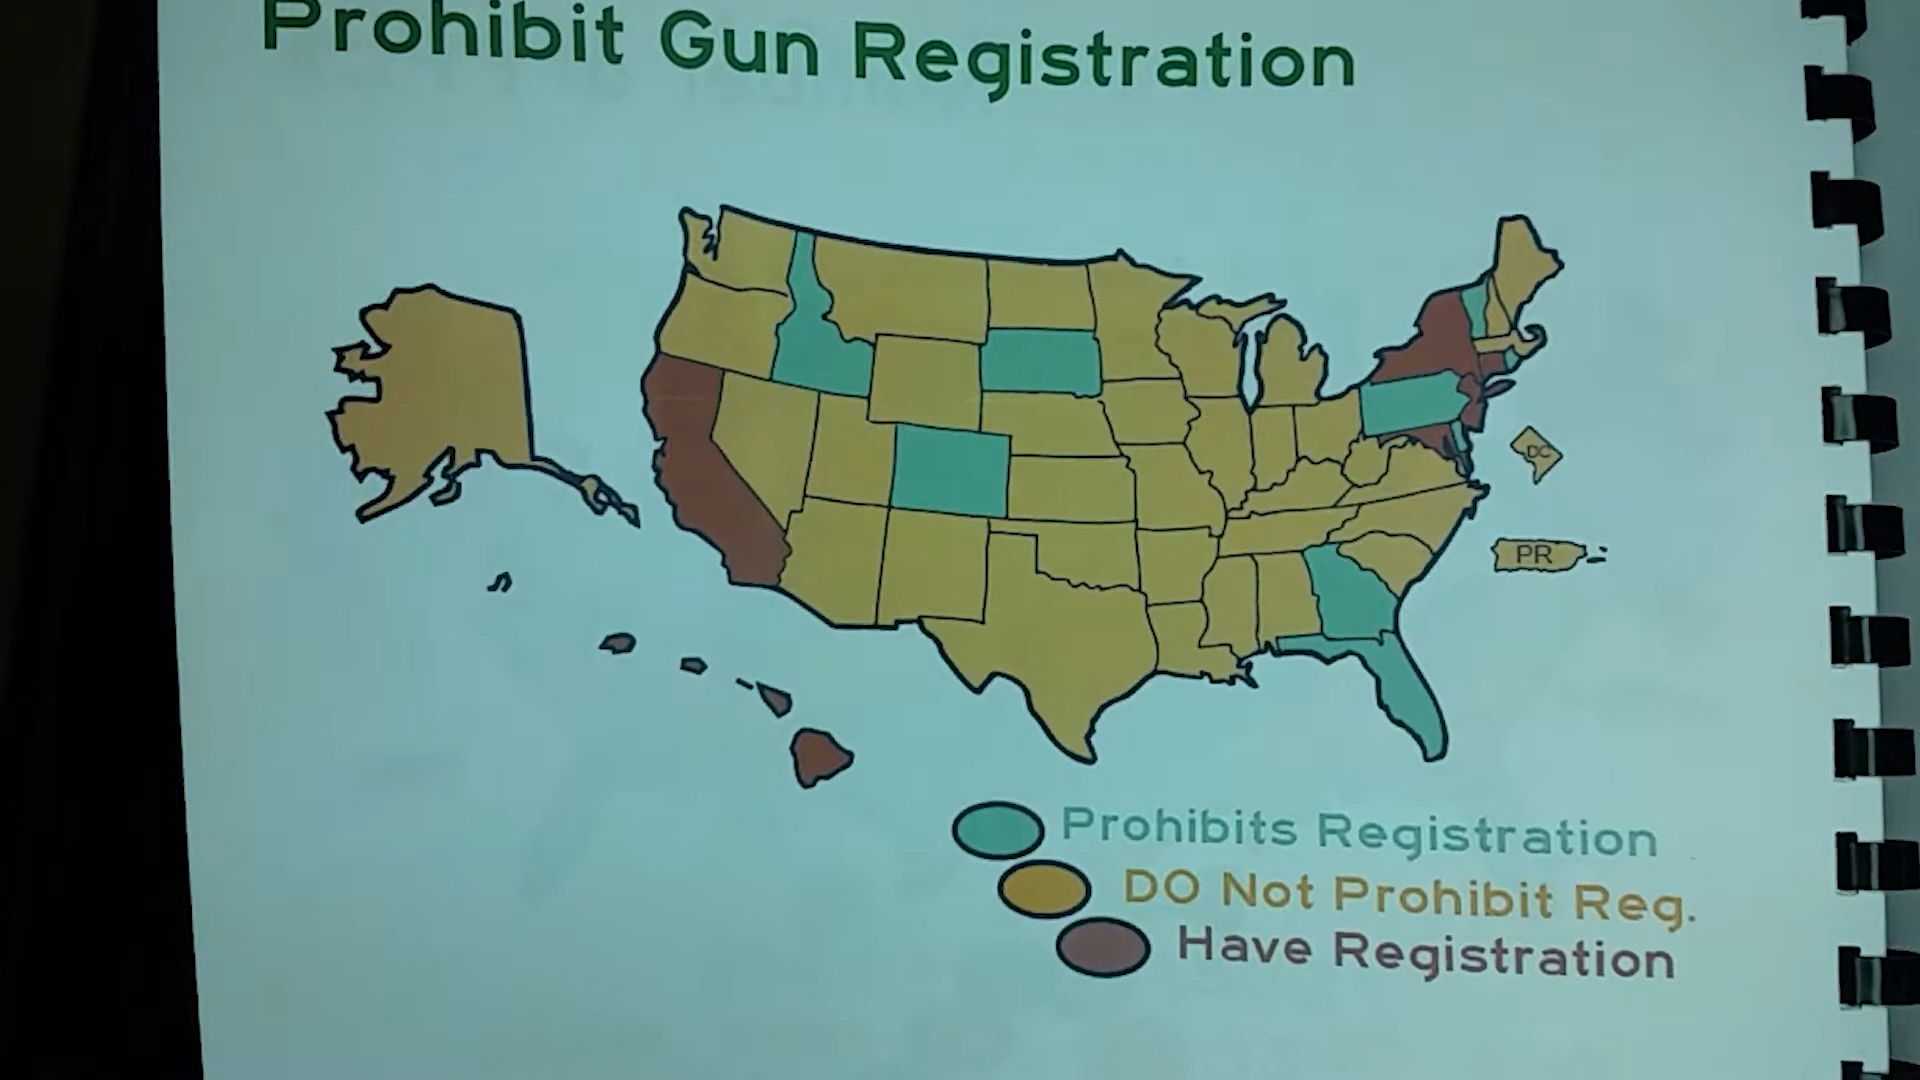 Prohibit Gun Registration
DC
PR
Prohibits Registration
DO Not Prohibit Reg.
Have Registration